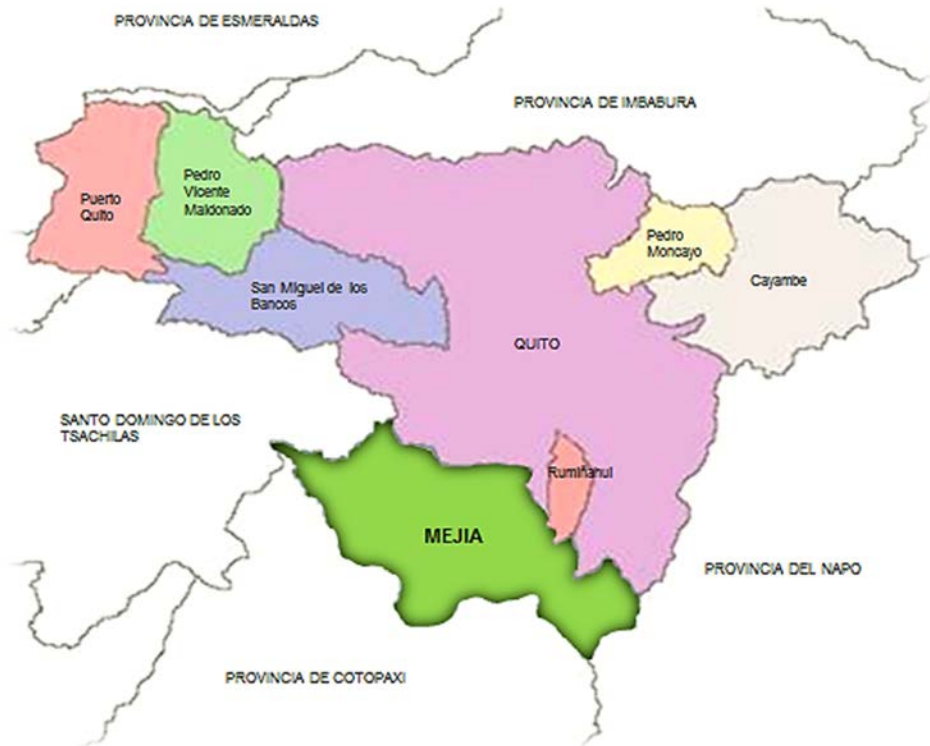 PROVINCIA DE ESMERALDAS
PROVINCIA DE IMBABURA
Pedro
Vicente
Maldonado
Puerto
Quito
Pedro
Moncayo
Cayambe
San Miguel de los
Bancos
QUITO
SANTO DOMINGO DE LOS
TSACHILAS
Rumiñahui
MEJIA
PROVINCIA DEL NAPO
PROVINCIA DE COTOPAXI